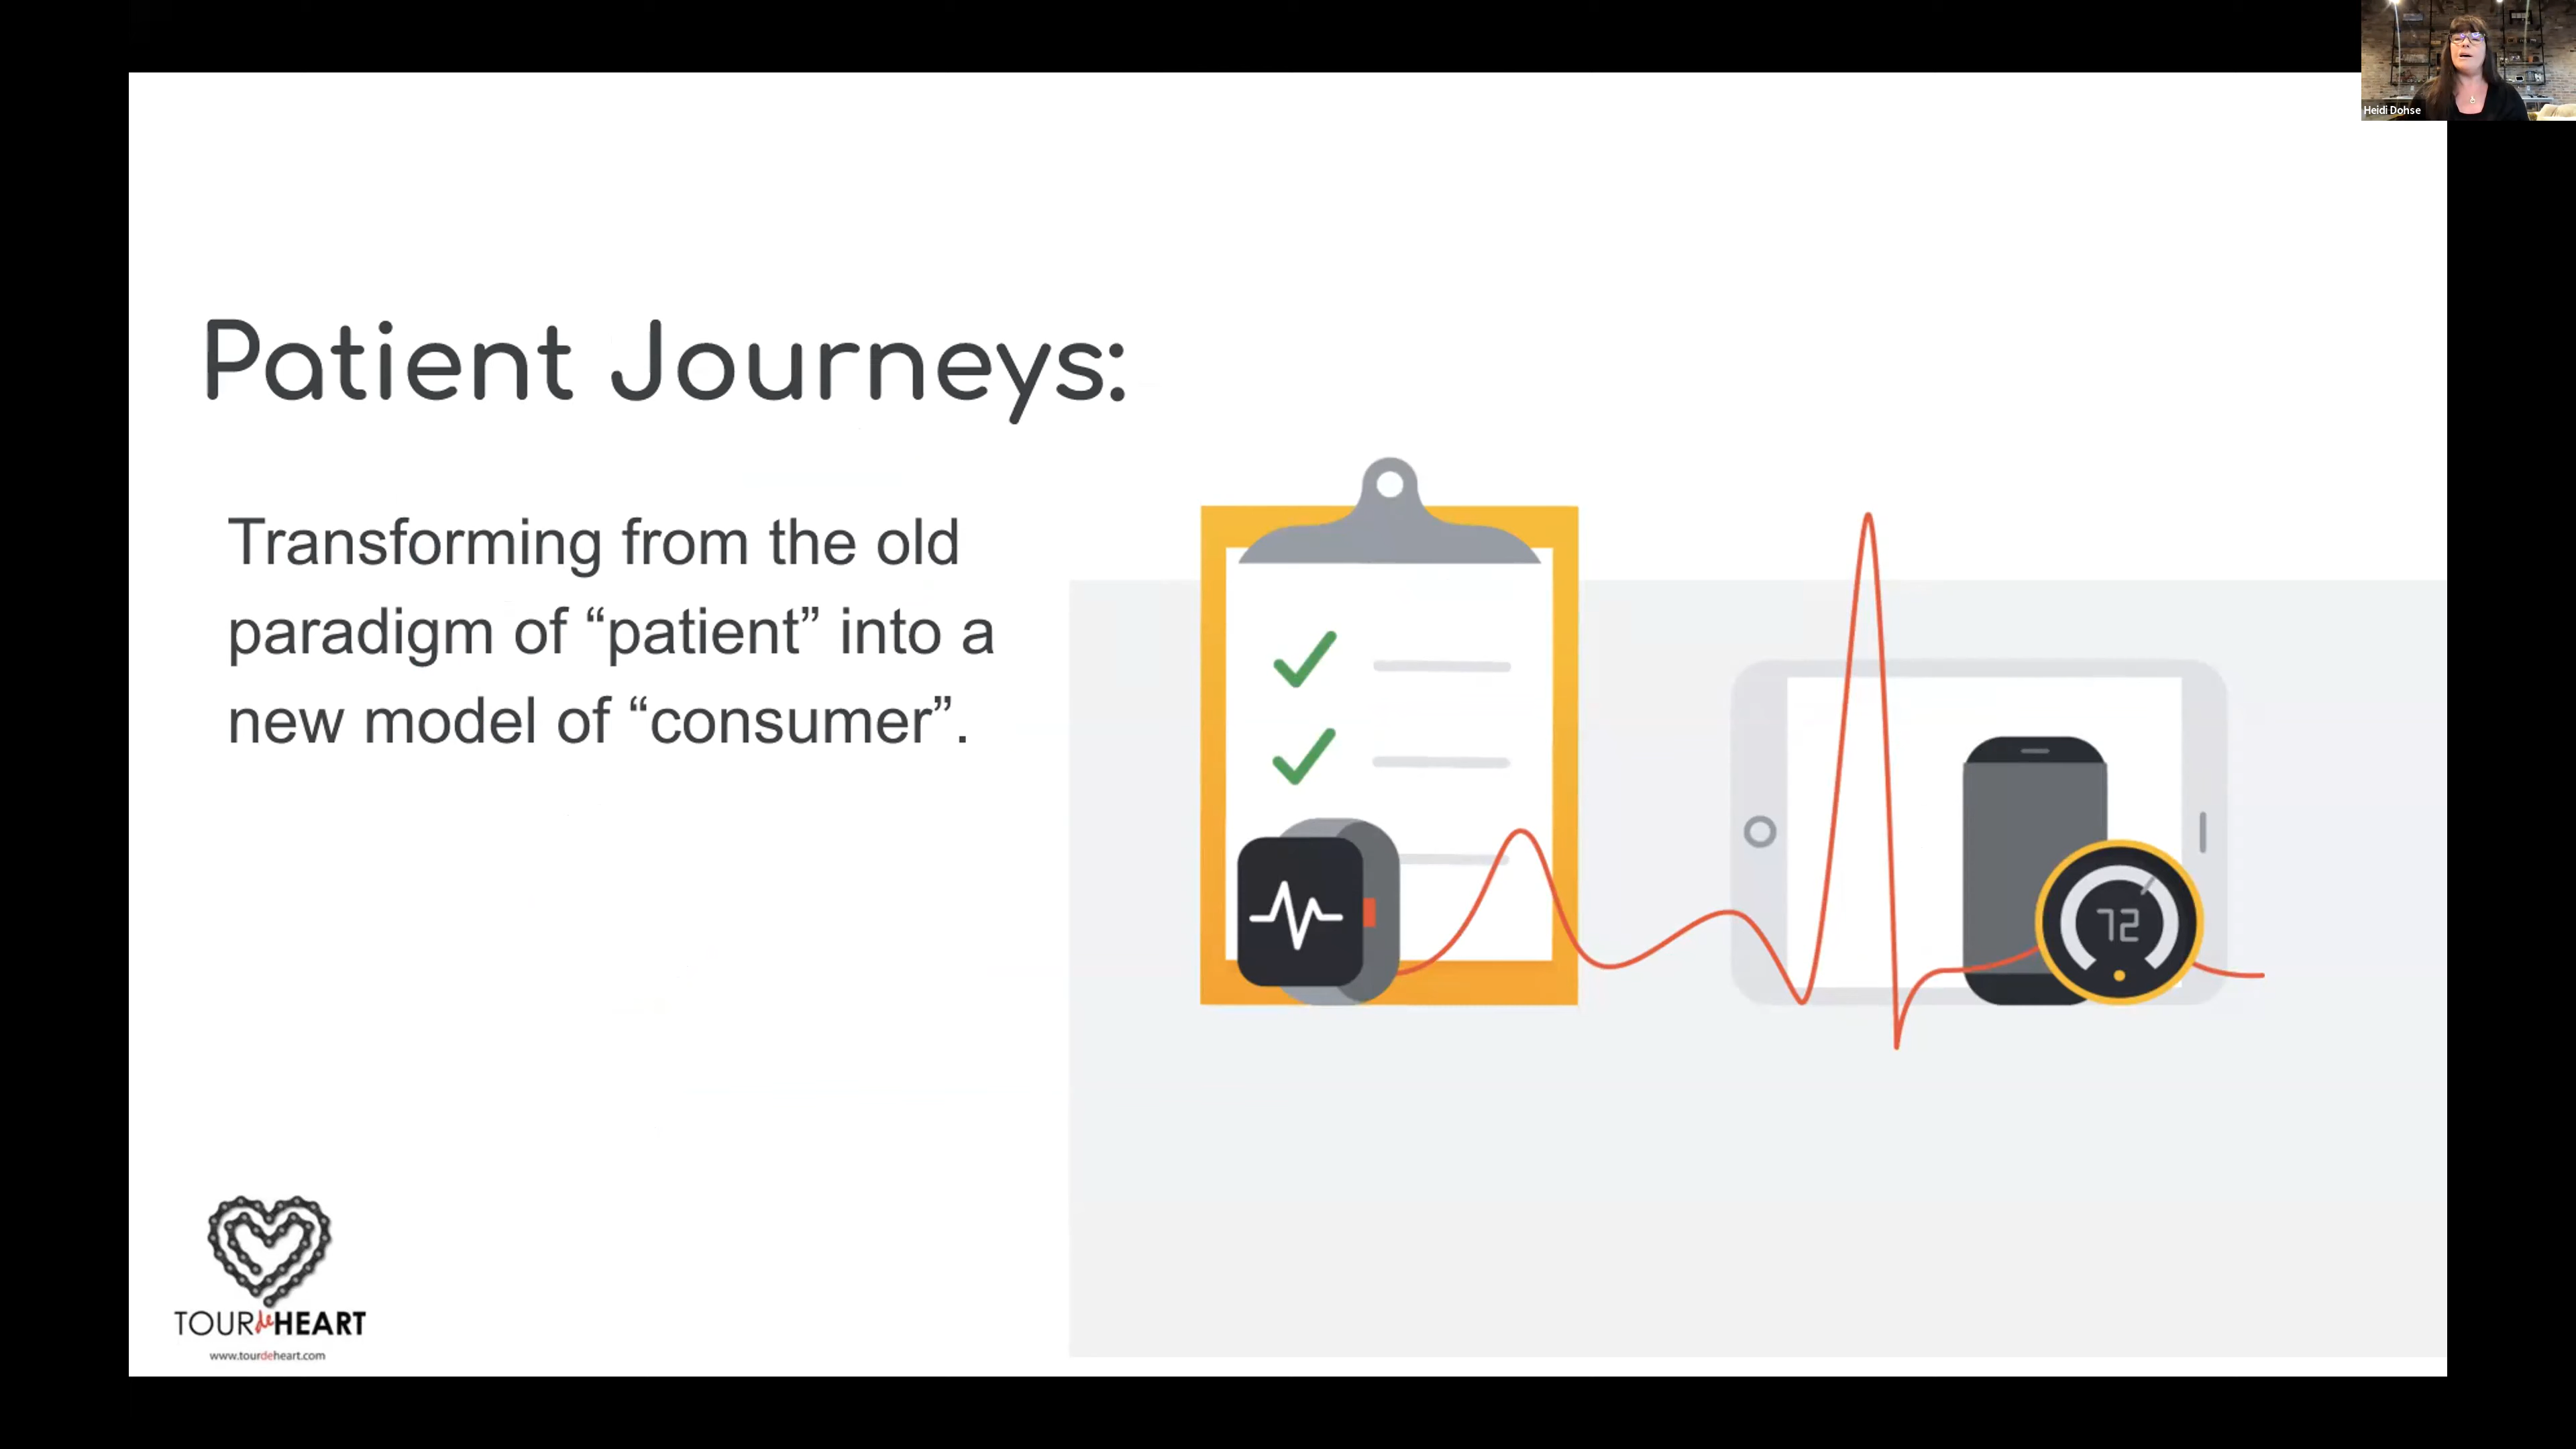 Heidi Dohse
Patient Journeys:
Transforming from the old
paradigm of “patient” into a
new model of “consumer”.
72
TOUR de HEART
www.tourdeheart.com